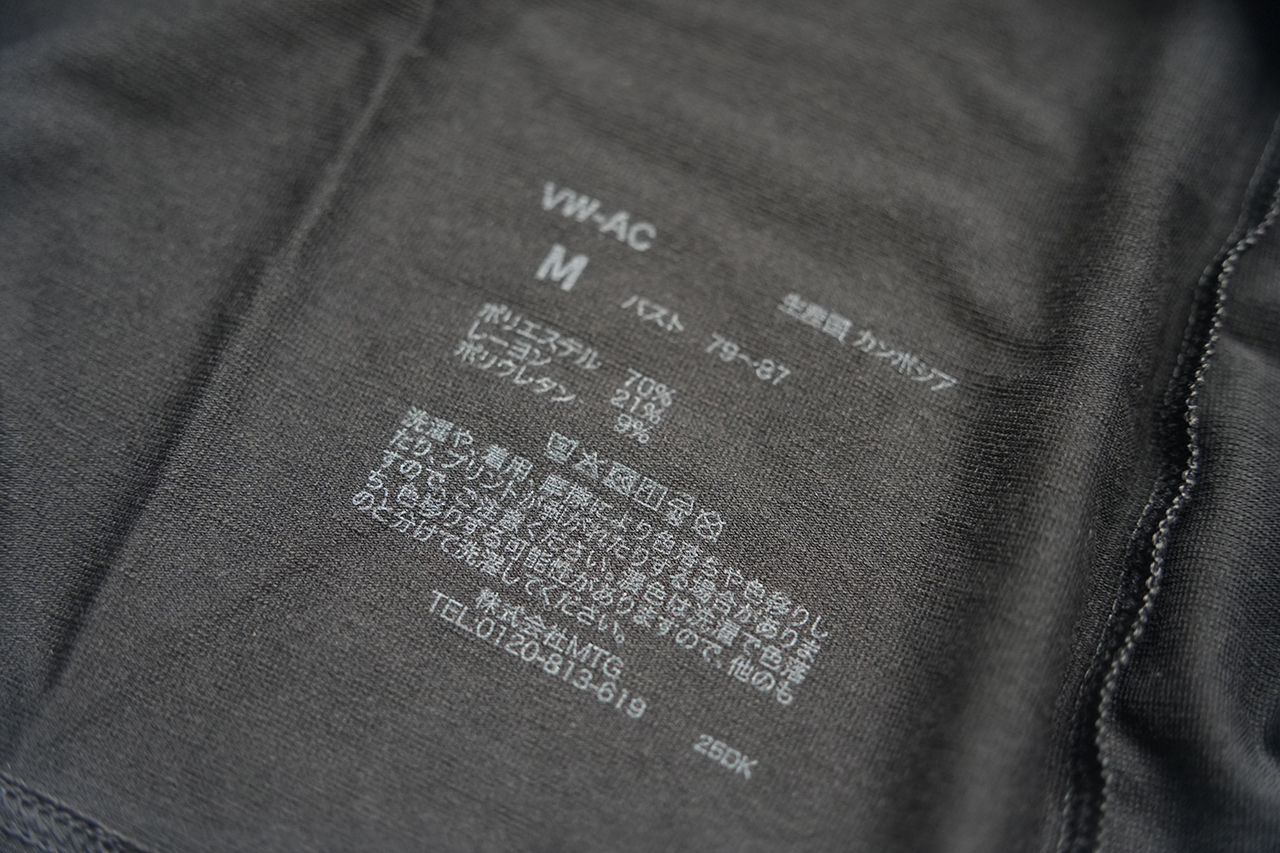 VW-AC
M
バスト 79〜87
生産国 カンボジア
ポリエステル 70%
レーヨン 21%
ポリウレタン 9%
洗濯や、着用、摩擦により色落ちや色移りし
たり、プリントが剥がれたりする場合がありま
すので、ご注意ください。黒色は洗濯で色落
ち、色移りする可能性がありますので、他のも
のと分けて洗濯してください。
株式会社MTG
TEL.0120-813-619
25DK